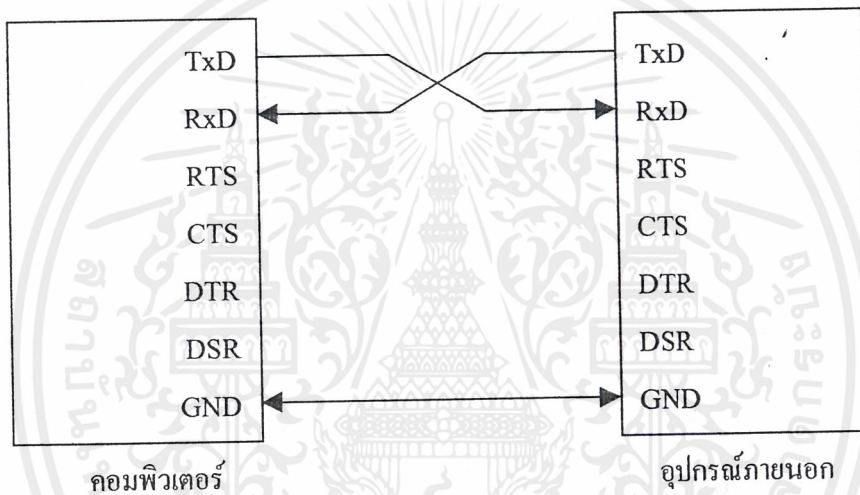 TxD
RxD
RTS
CTS
DTR
DSR
GND
คอมพิวเตอร์
TxD
RxD
RTS
CTS
DTR
DSR
GND
อุปกรณ์ภายนอก